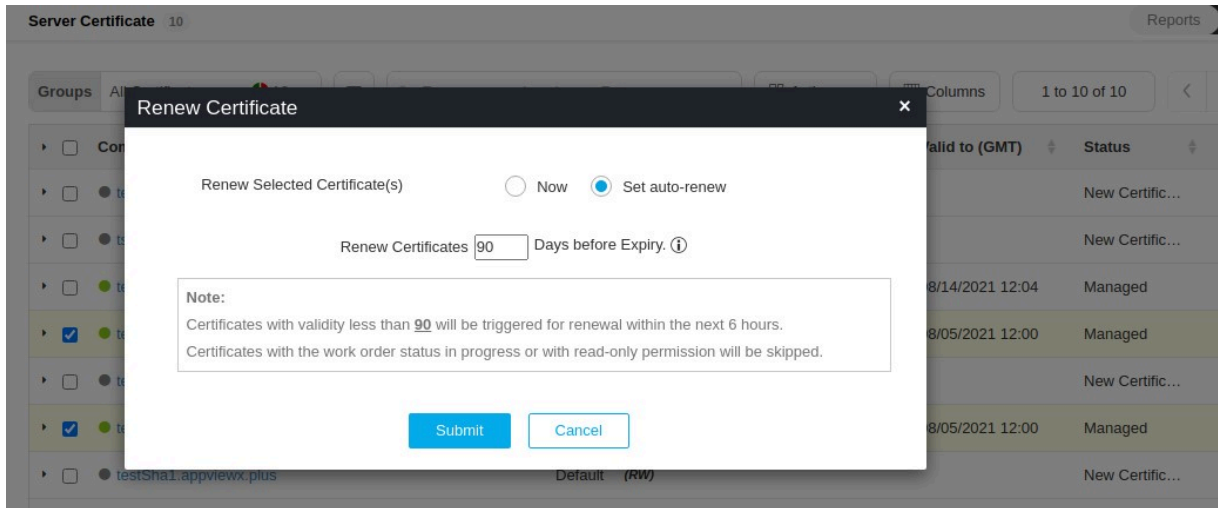 Server Certificate 10
Reports
Groups
Columns
1 to 10 of 10
Renew Certificate
Valid to (GMT)
Status
Renew Selected Certificate(s) Now Set auto-renew
New Certific...
Renew Certificates 90 Days before Expiry.
New Certific...
Note:
8/14/2021 12:04 Managed
Certificates with validity less than 90 will be triggered for renewal within the next 6 hours.
8/05/2021 12:00 Managed
Certificates with the work order status in progress or with read-only permission will be skipped.
New Certific...
Submit Cancel
8/05/2021 12:00 Managed
testSha1.appviewx.plus Default (RW) New Certific...